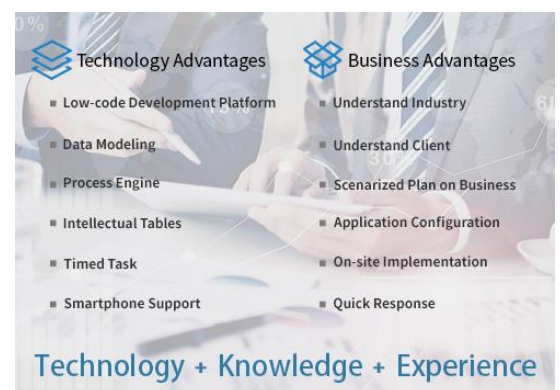 Technology Advantages
Low-code Development Platform
Data Modeling
Process Engine
Intellectual Tables
Timed Task
Smartphone Support
Business Advantages
Understand Industry
Understand Client
Scenarized Plan on Business
Application Configuration
On-site Implementation
Quick Response
Technology + Knowledge + Experience